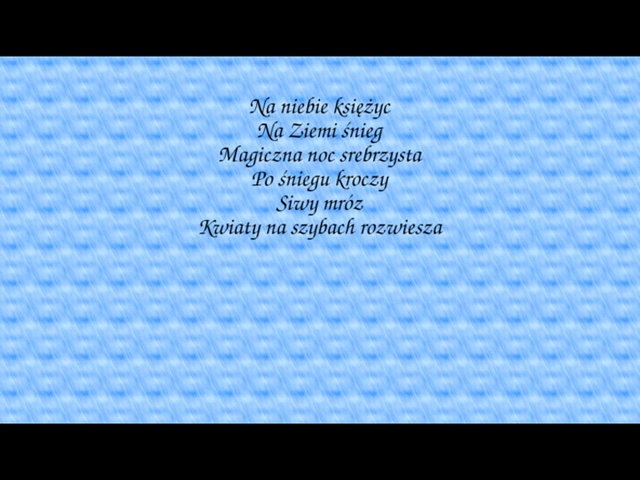 Na niebie księżyc
Na Ziemi śnieg
Magiczna noc srebrzysta
Po śniegu kroczy
Siwy mróz
Kwiaty na szybach rozwiesza